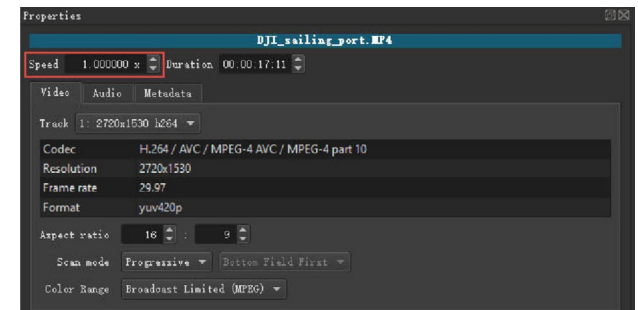 Properties
DJI_sailing_port.MP4
Speed 1.000000 x Duration 00:00:17:11
Video Audio Metadata
Track 1: 2720x1530 h264
Codec H.264 / AVC / MPEG-4 AVC / MPEG-4 part 10
Resolution 2720x1530
Frame rate 29.97
Format yuv420p
Aspect ratio 16 : 9
Scan mode Progressive Bottom Field First
Color Range Broadcast Limited (MPEG)